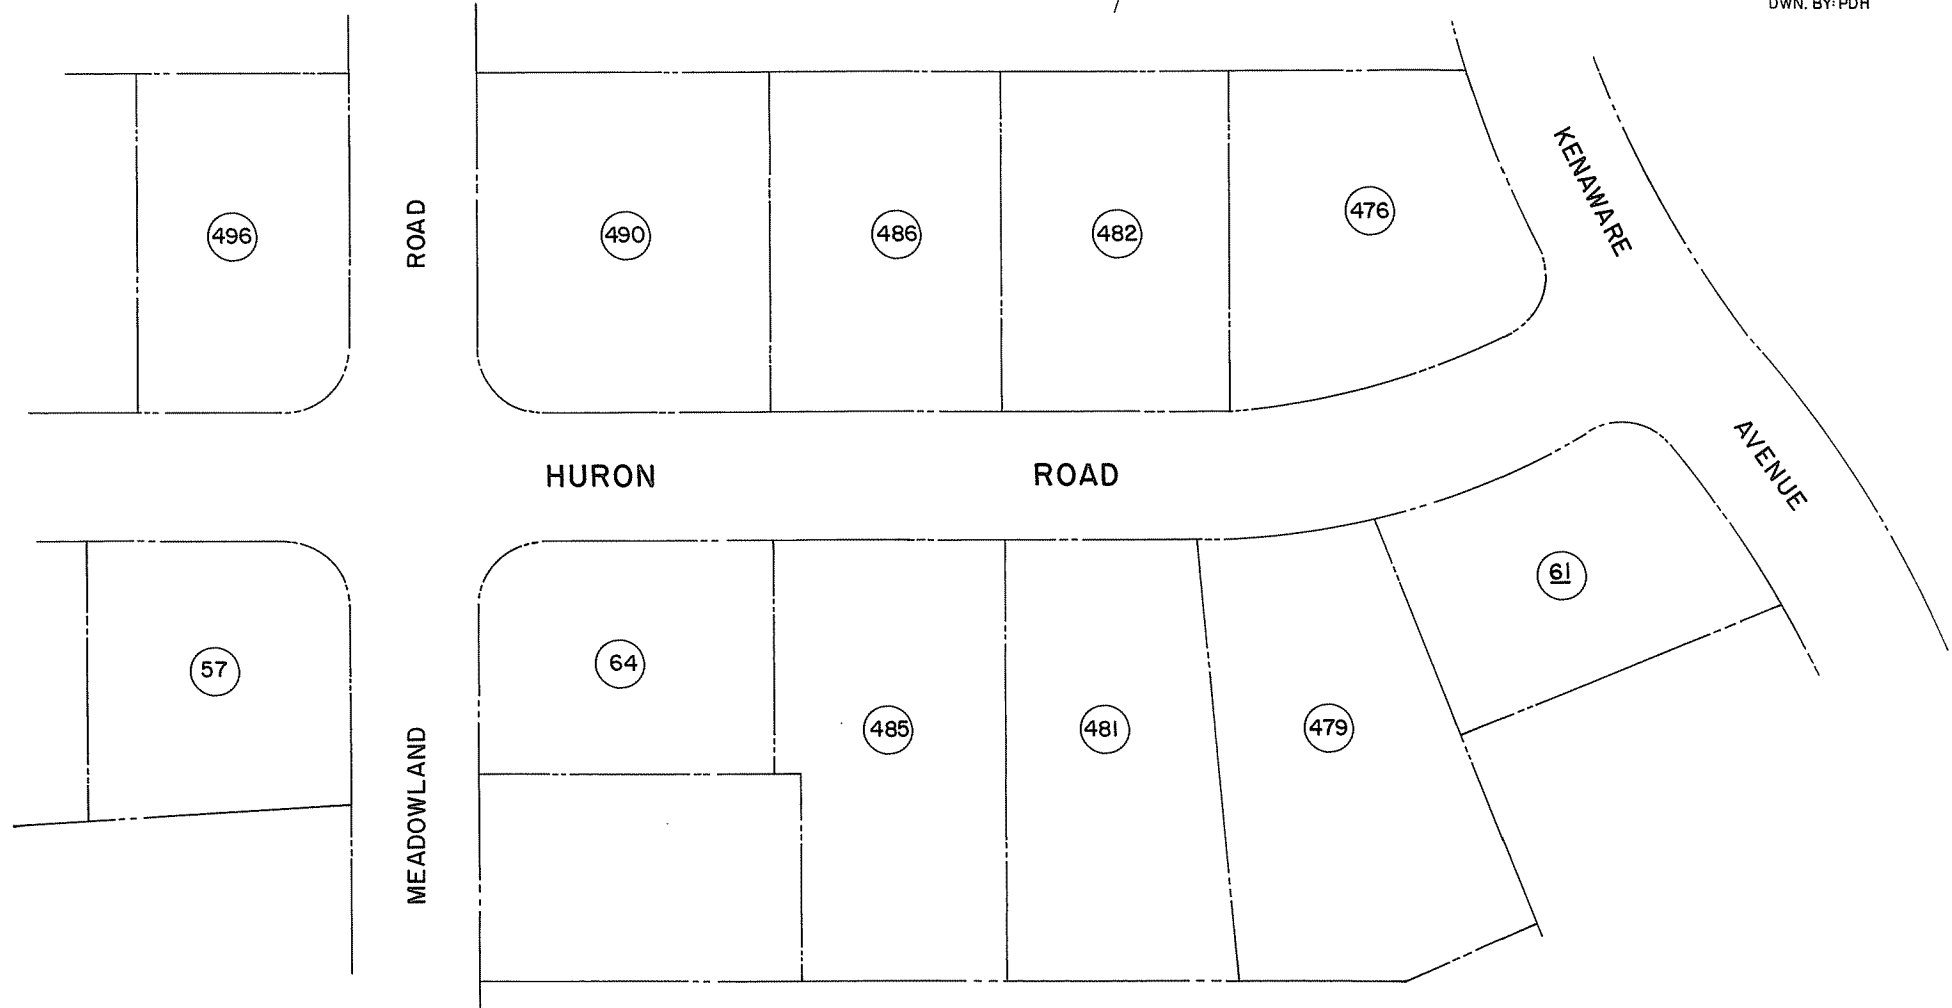 DWN. BY: PDH
KENAWARE
476
ROAD
496
490
486
482
AVENUE
HURON ROAD
61
57
64
485
481
479
MEADOWLAND